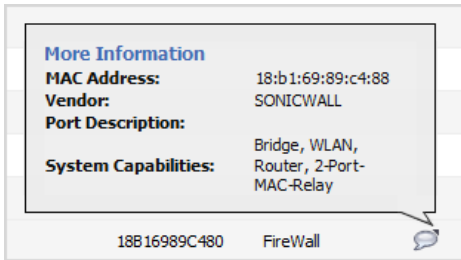 More Information
MAC Address: 18:b1:69:89:c4:88
Vendor: SONICWALL
Port Description:
System Capabilities: Bridge, WLAN,
Router, 2-Port-
MAC-Relay
18B16989C480 FireWall